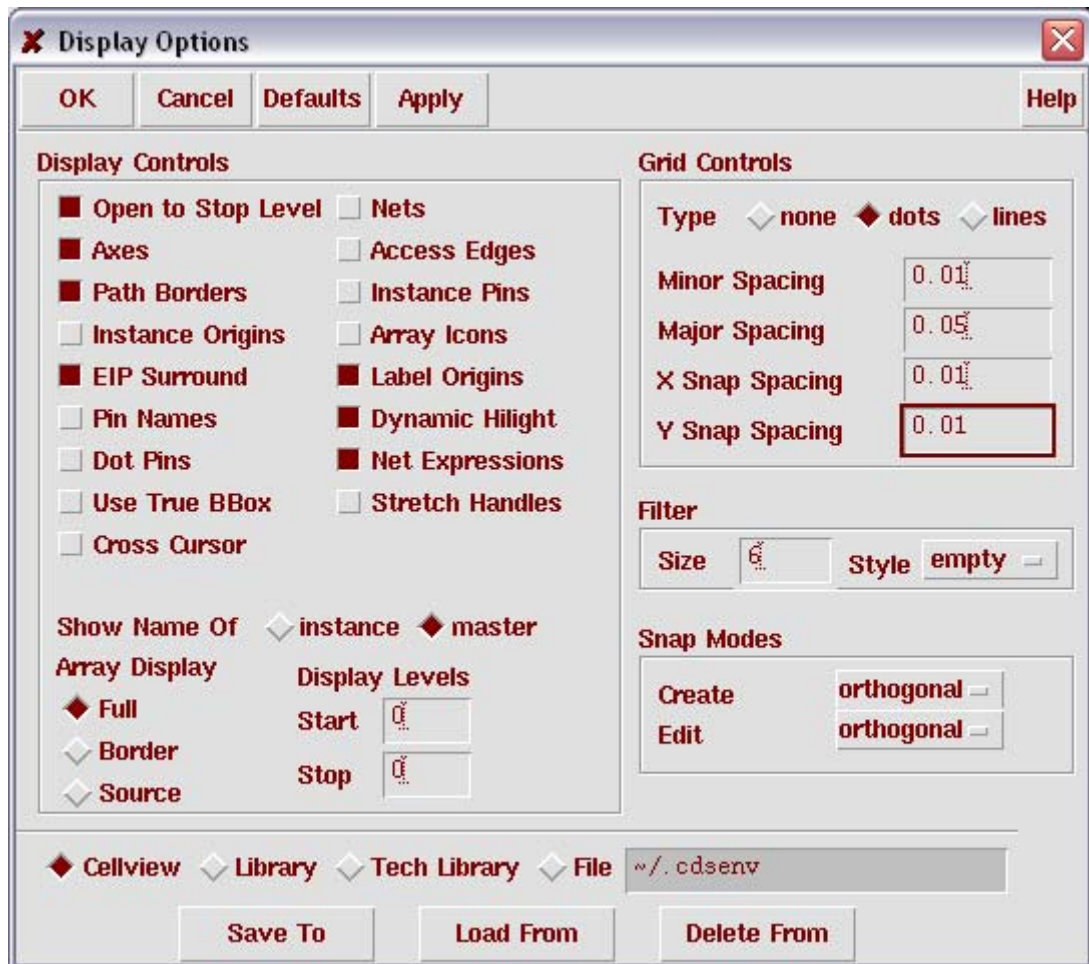 Display Options
OK Cancel Defaults Apply Help
Display Controls
Open to Stop Level Nets
Axes Access Edges
Path Borders Instance Pins
Instance Origins Array Icons
EIP Surround Label Origins
Pin Names Dynamic Hilight
Dot Pins Net Expressions
Use True BBox Stretch Handles
Cross Cursor
Show Name Of instance master
Array Display
Full
Border
Source
Display Levels
Start 0
Stop 0
Grid Controls
Type none dots lines
Minor Spacing 0.01
Major Spacing 0.05
X Snap Spacing 0.01
Y Snap Spacing 0.01
Filter
Size 6 Style empty
Snap Modes
Create orthogonal
Edit orthogonal
Cellview Library Tech Library File ~/.cdsenv
Save To Load From Delete From